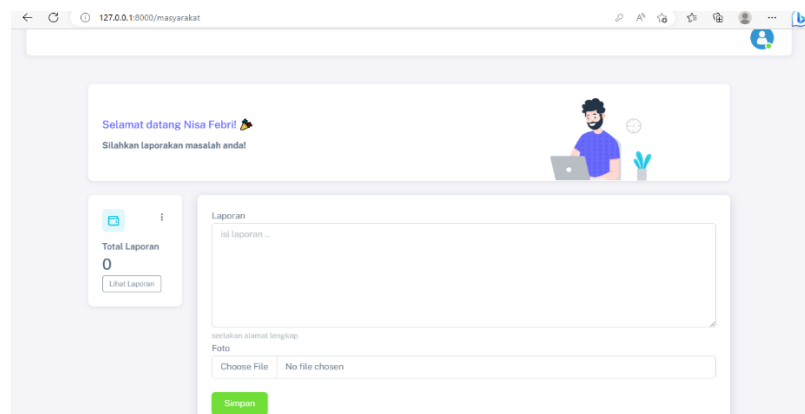 127.0.0.1:8000/masyarakat
Selamat datang Nisa Febri!
Silahkan laporakan masalah anda!
Total Laporan
0
Lihat Laporan
Laporan
isi laporan ..
sertakan alamat lengkap
Foto
Choose File No file chosen
Simpan